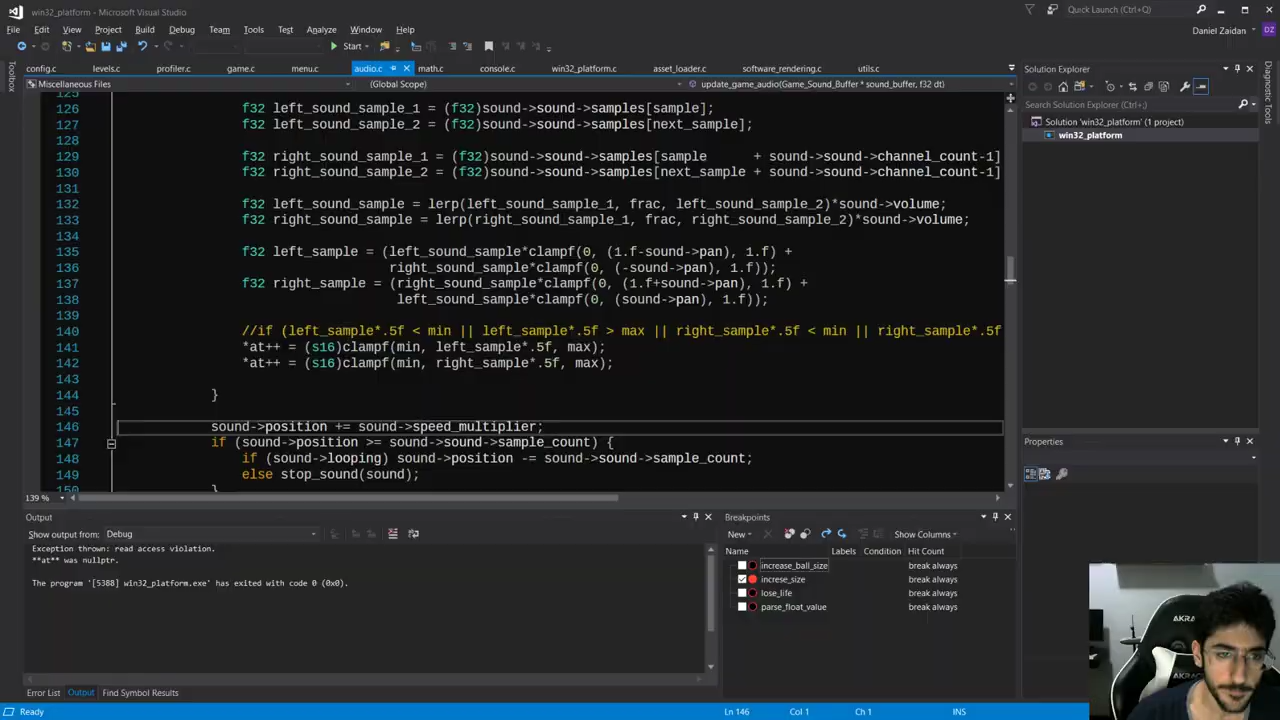 win32_platform - Microsoft Visual Studio
Quick Launch (Ctrl+Q)
File Edit View Project Build Debug Team Tools Test Analyze Window Help
Daniel Zaidan DZ
Start
config.c levels.c profiler.c game.c menu.c audio.c math.c console.c win32_platform.c asset_loader.c software_rendering.c utils.c
Miscellaneous Files (Global Scope) update_game_audio(Game_Sound_Buffer * sound_buffer, f32 dt)
125
126 f32 left_sound_sample_1 = (f32)sound->sound->samples[sample];
127 f32 left_sound_sample_2 = (f32)sound->sound->samples[next_sample];
128
129 f32 right_sound_sample_1 = (f32)sound->sound->samples[sample + sound->sound->channel_count-1]
130 f32 right_sound_sample_2 = (f32)sound->sound->samples[next_sample + sound->sound->channel_count-1]
131
132 f32 left_sound_sample = lerp(left_sound_sample_1, frac, left_sound_sample_2)*sound->volume;
133 f32 right_sound_sample = lerp(right_sound_sample_1, frac, right_sound_sample_2)*sound->volume;
134
135 f32 left_sample = (left_sound_sample*clampf(0, (1.f-sound->pan), 1.f) +
136 right_sound_sample*clampf(0, (-sound->pan), 1.f));
137 f32 right_sample = (right_sound_sample*clampf(0, (1.f+sound->pan), 1.f) +
138 left_sound_sample*clampf(0, (sound->pan), 1.f));
139
140 //if (left_sample*.5f < min || left_sample*.5f > max || right_sample*.5f < min || right_sample*.5f
141 *at++ = (s16)clampf(min, left_sample*.5f, max);
142 *at++ = (s16)clampf(min, right_sample*.5f, max);
143
144 }
145
146 sound->position += sound->speed_multiplier;
147 if (sound->position >= sound->sound->sample_count) {
148 if (sound->looping) sound->position -= sound->sound->sample_count;
149 else stop_sound(sound);
150 }
139 %
Toolbox
Solution Explorer
Search Solution Explorer (Ctrl+;)
Solution 'win32_platform' (1 project)
win32_platform
Diagnostic Tools
Properties
Output
Show output from: Debug
Exception thrown: read access violation.
**at** was nullptr.
The program '[5388] win32_platform.exe' has exited with code 0 (0x0).
Breakpoints
New Show Columns
Name Labels Condition Hit Count
increase_ball_size break always
increse_size break always
lose_life break always
parse_float_value break always
Error List Output Find Symbol Results
Ready Ln 146 Col 1 Ch 1 INS
AKRA